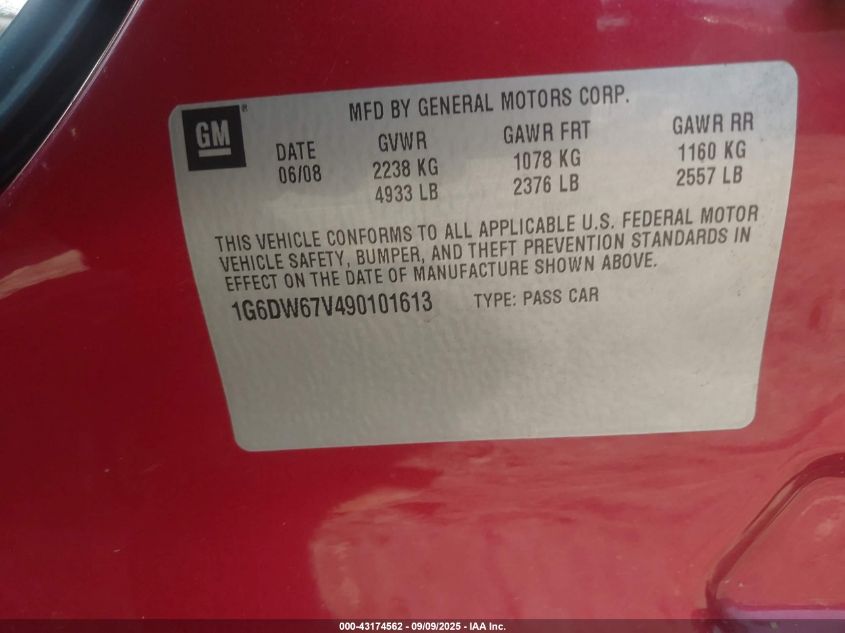 MFD BY GENERAL MOTORS CORP.
GM®
DATE GVWR GAWR FRT GAWR RR
06/08 2238 KG 1078 KG 1160 KG
4933 LB 2376 LB 2557 LB
THIS VEHICLE CONFORMS TO ALL APPLICABLE U.S. FEDERAL MOTOR
VEHICLE SAFETY, BUMPER, AND THEFT PREVENTION STANDARDS IN
EFFECT ON THE DATE OF MANUFACTURE SHOWN ABOVE.
1G6DW67V490101613 TYPE: PASS CAR
000-43174562 - 09/09/2025 - IAA Inc.